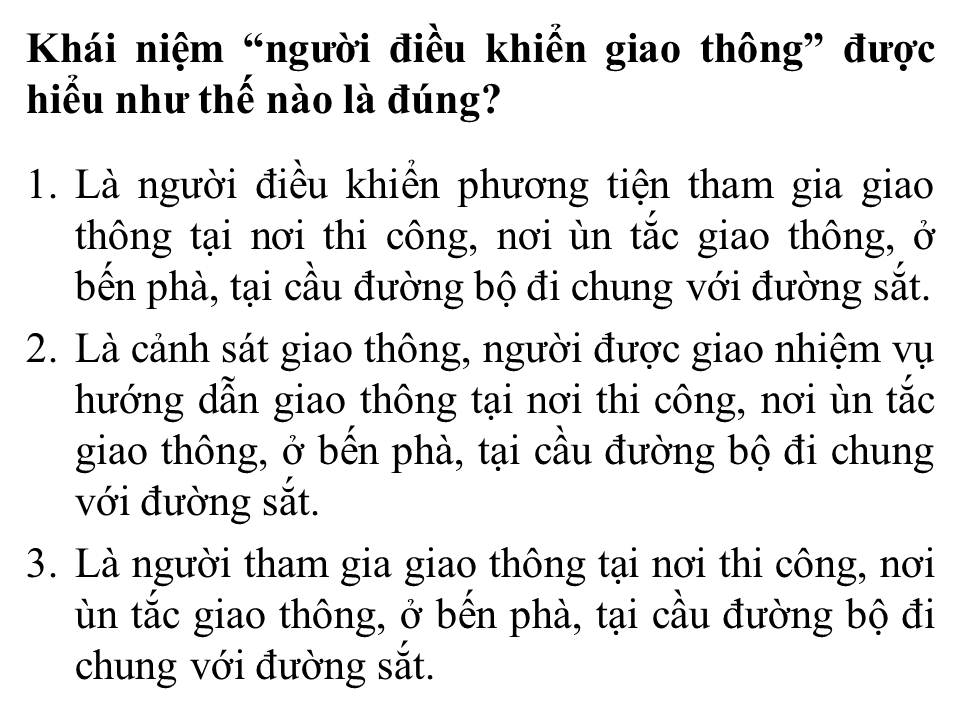 Khái niệm “người điều khiển giao thông” được
hiểu như thế nào là đúng?
1. Là người điều khiển phương tiện tham gia giao
thông tại nơi thi công, nơi ùn tắc giao thông, ở
bến phà, tại cầu đường bộ đi chung với đường sắt.
2. Là cảnh sát giao thông, người được giao nhiệm vụ
hướng dẫn giao thông tại nơi thi công, nơi ùn tắc
giao thông, ở bến phà, tại cầu đường bộ đi chung
với đường sắt.
3. Là người tham gia giao thông tại nơi thi công, nơi
ùn tắc giao thông, ở bến phà, tại cầu đường bộ đi
chung với đường sắt.